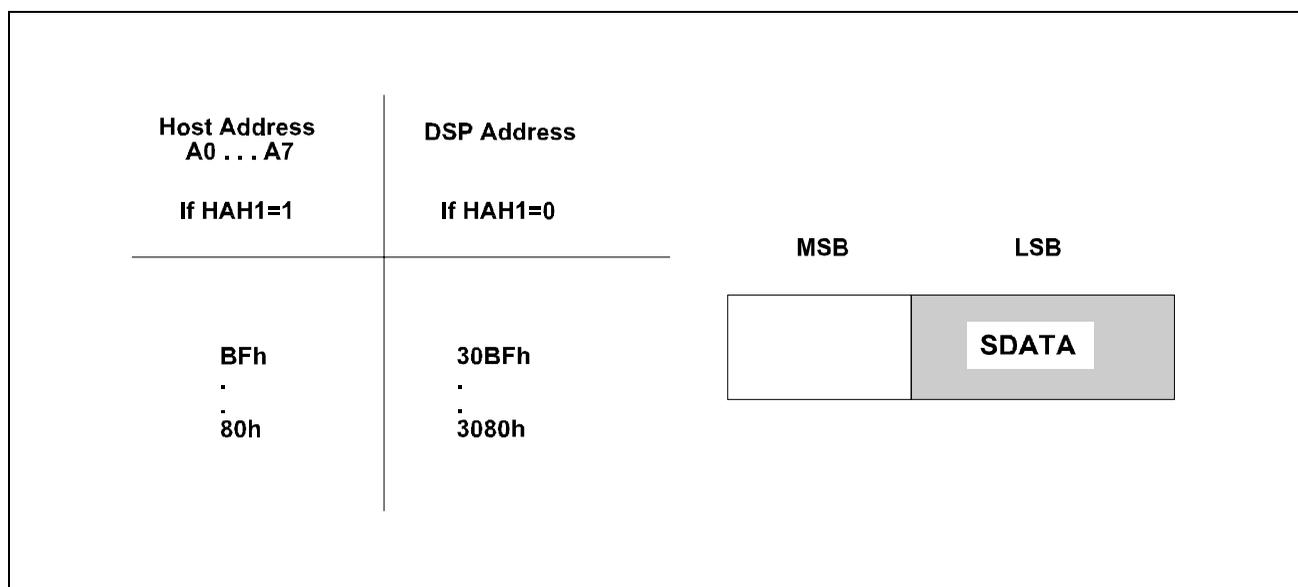 Host Address
A0 . . . A7
If HAH1=1
BFh
.
.
80h
DSP Address
If HAH1=0
30BFh
.
.
3080h
MSB LSB
SDATA